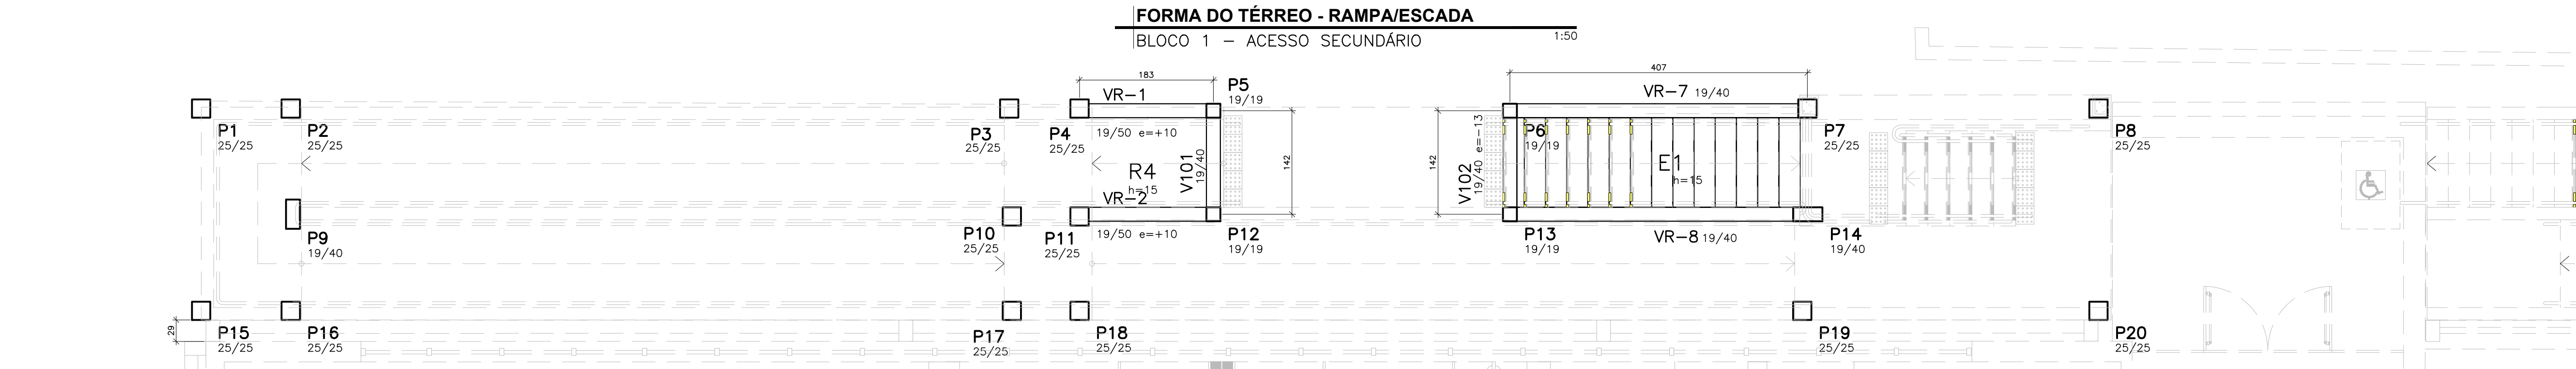 FORMA DO TÉRREO - RAMPA/ESCADA
BLOCO 1 - ACESSO SECUNDÁRIO
1:50
183
407
VR-1
P5
19/19
VR-7 19/40
P1
25/25
P2
25/25
P3
25/25
P4
25/25
19/50 e=+10
R4
h=15
V101
19/40
142
142
V102
19/40 e=-13
P6
19/19
E1
h=15
P7
25/25
P8
25/25
VR-2
P9
19/40
P10
25/25
P11
25/25
19/50 e=+10
P12
19/19
P13
19/19
VR-8 19/40
P14
19/40
29
P15
25/25
P16
25/25
P17
25/25
P18
25/25
P19
25/25
P20
25/25